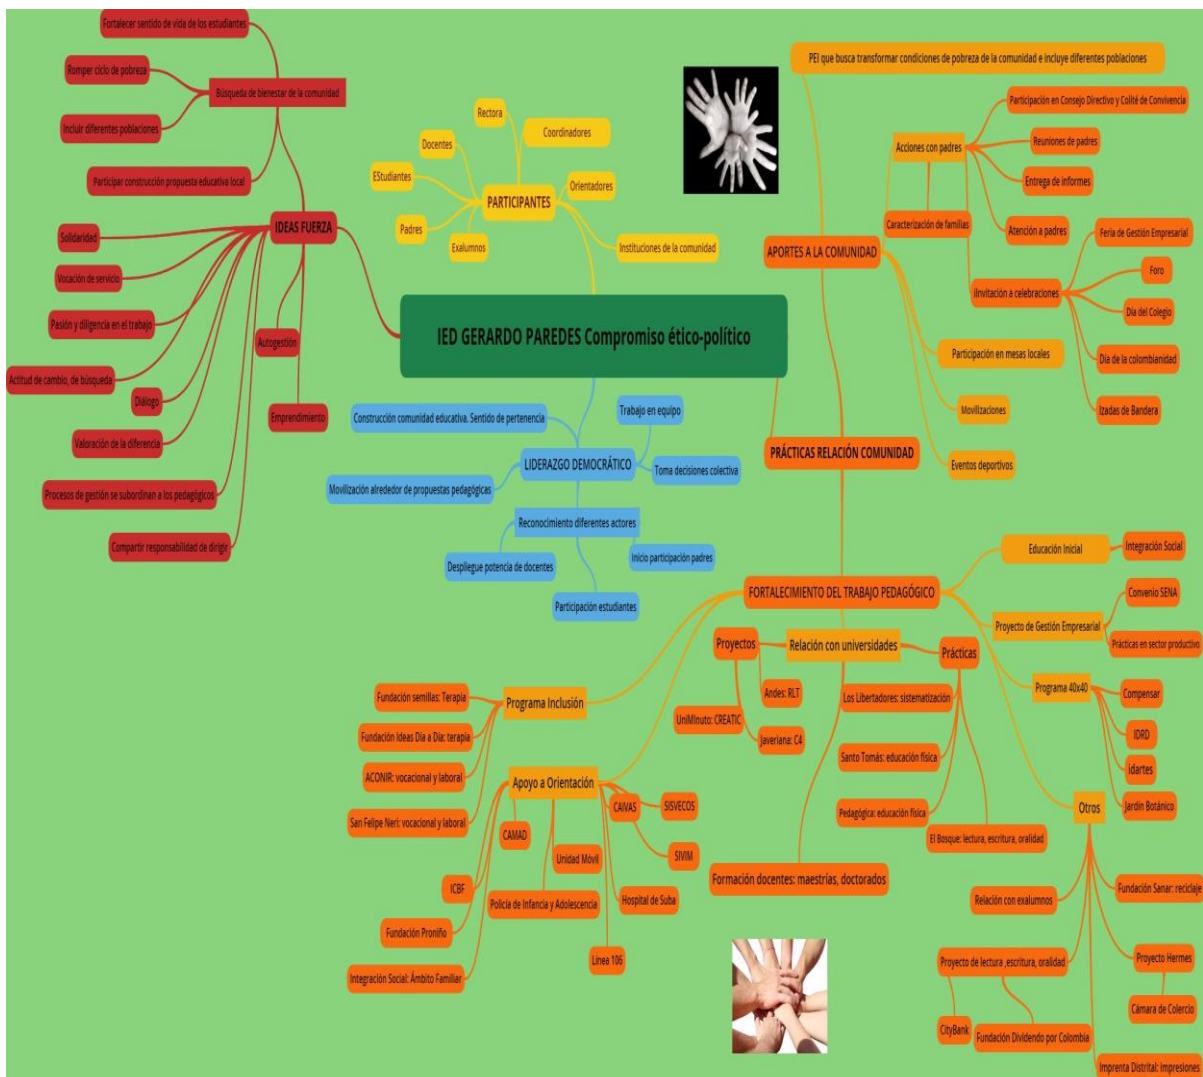 Fortalecer sentido de vida de los estudiantes
Romper ciclo de pobreza
Búsqueda de bienestar de la comunidad
Incluir diferentes poblaciones
Participar construcción propuesta educativa local
IDEAS FUERZA
Solidaridad
Vocación de servicio
Pasión y diligencia en el trabajo
Autogestión
Actitud de cambio, de búsqueda
Diálogo
Emprendimiento
Valoración de la diferencia
Procesos de gestión se subordinan a los pedagógicos
Compartir responsabilidad de dirigir
Rectora
Coordinadores
Docentes
EStudiantes
Orientadores
PARTICIPANTES
Padres
Exalumnos
Instituciones de la comunidad
IED GERARDO PAREDES Compromiso ético-político
Construcción comunidad educativa. Sentido de pertenencia
Trabajo en equipo
LIDERAZGO DEMOCRÁTICO
Toma decisiones colectiva
Movilización alrededor de propuestas pedagógicas
Reconocimiento diferentes actores
Despliegue potencia de docentes
Inicio participación padres
Participación estudiantes
PEI que busca transformar condiciones de pobreza de la comunidad e incluye diferentes poblaciones
Participación en Consejo Directivo y Colité de Convivencia
Acciones con padres
Reuniones de padres
Entrega de informes
Caracterización de familias
Atención a padres
Feria de Gestión Empresarial
APORTES A LA COMUNIDAD
Foro
iInvitación a celebraciones
Dia del Colegio
Participación en mesas locales
Dia de la colombianidad
Movilizaciones
Izadas de Bandera
PRÁCTICAS RELACIÓN COMUNIDAD
Eventos deportivos
FORTALECIMIENTO DEL TRABAJO PEDAGÓGICO
Educación Inicial
Integración Social
Convenio SENA
Proyecto de Gestión Empresarial
Prácticas en sector productivo
Programa 40x40
Compensar
IDRD
idartes
Jardín Botánico
Proyectos
Relación con universidades
Prácticas
Andes: RLT
UniMInuto: CREATIC
Javeriana: C4
Los Libertadores: sistematización
Santo Tomás: educación física
Pedagógica: educación física
El Bosque: lectura, escritura, oralidad
Formación docentes: maestrías, doctorados
Fundación semillas: Terapia
Programa Inclusión
Fundación Ideas Día a Día: terapia
ACONIR: vocacional y laboral
San Felipe Neri: vocacional y laboral
Apoyo a Orientación
CAIVAS
SISVECOS
CAMAD
SIVIM
Unidad Móvil
ICBF
Policía de Infancia y Adolescencia
Hospital de Suba
Fundación Proniño
Línea 106
Integración Social: Ámbito Familiar
Otros
Relación con exalumnos
Fundación Sanar: reciclaje
Proyecto de lectura ,escritura, oralidad
Proyecto Hermes
Cámara de Colercio
CityBank
Fundación Dividendo por Colombia
Imprenta Distrital: impresiones